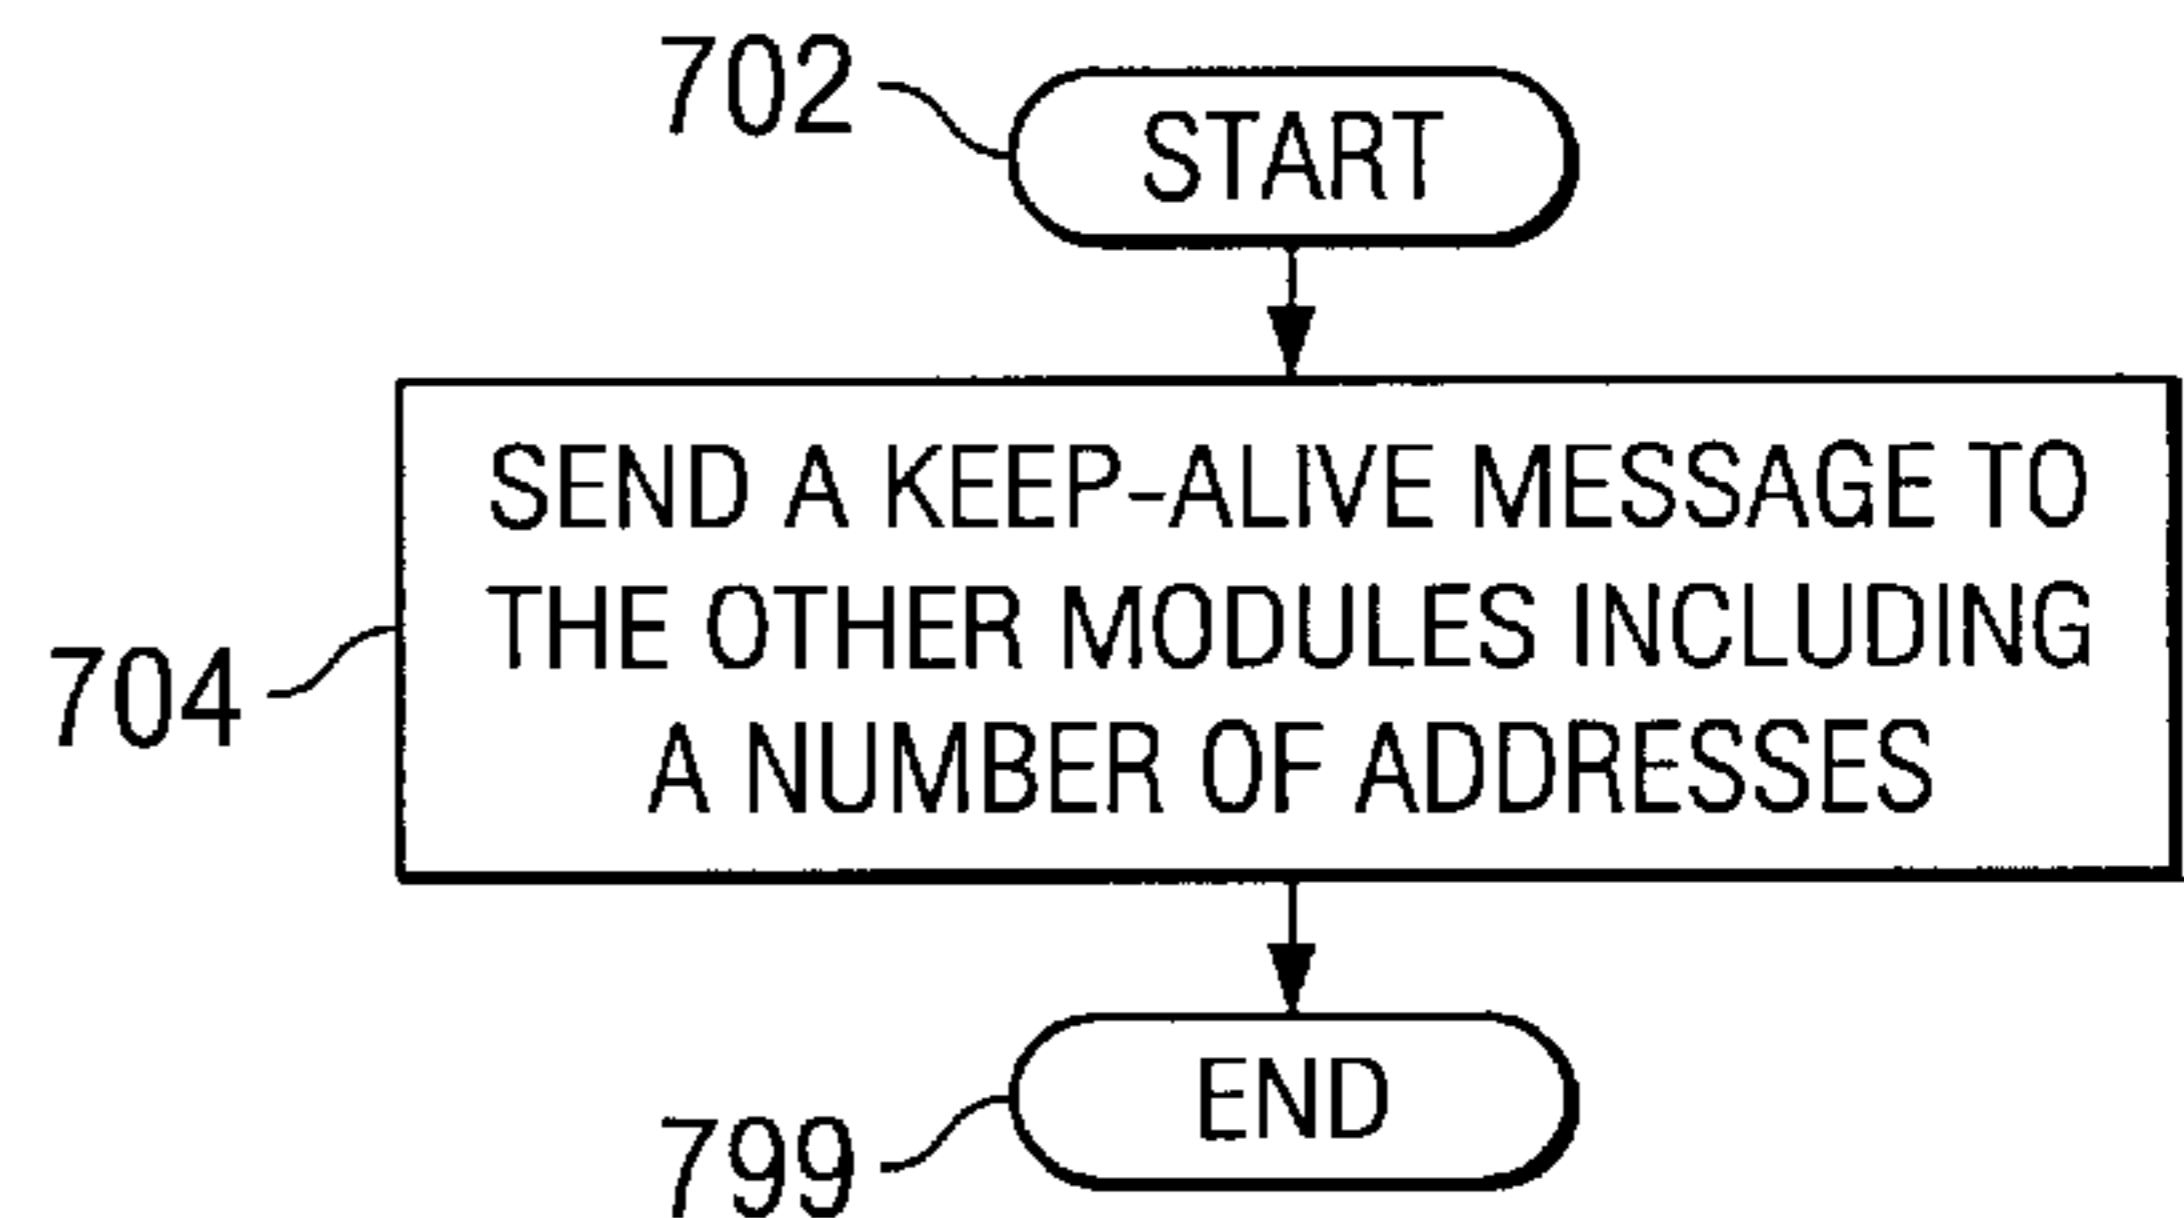 702
START
SEND A KEEP-ALIVE MESSAGE TO
THE OTHER MODULES INCLUDING
A NUMBER OF ADDRESSES
704
END
799